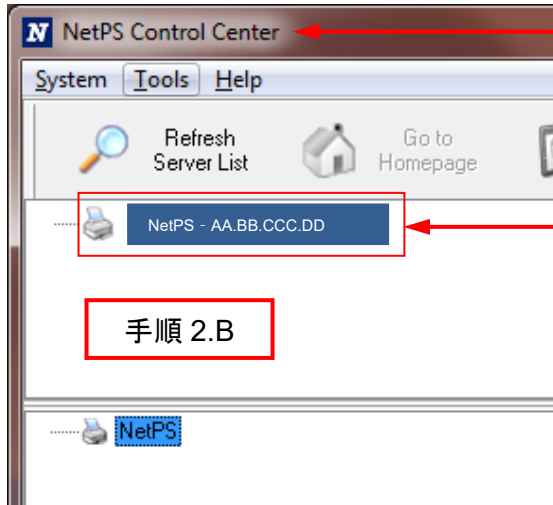 N NetPS Control Center
System Tools Help
Refresh
Server List
Go to
Homepage
NetPS - AA.BB.CCC.DD
手順 2.B
NetPS